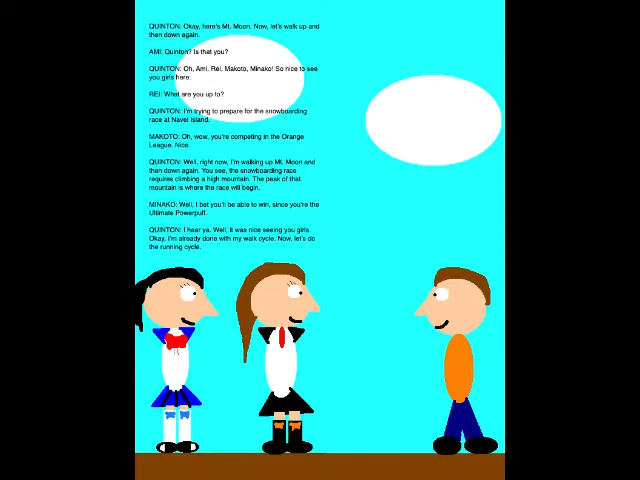 QUINTON: Okay, here's Mt. Moon. Now, let's walk up and
then down again.
AMI: Quinton? Is that you?
QUINTON: Oh, Ami, Rei, Makoto, Minako! So nice to see
you girls here.
REI: What are you up to?
QUINTON: I'm trying to prepare for the snowboarding
race at Navel Island.
MAKOTO: Oh, wow, you're competing in the Orange
League. Nice.
QUINTON: Well, right now, I'm walking up Mt. Moon and
then down again. You see, the snowboarding race
requires climbing a high mountain. The peak of that
mountain is where the race will begin.
MINAKO: Well, I bet you'll be able to win, since you're the
Ultimate Powerpuff.
QUINTON: I hear ya. Well, It was nice seeing you girls.
Okay, I'm already done with my walk cycle. Now, let's do
the running cycle.